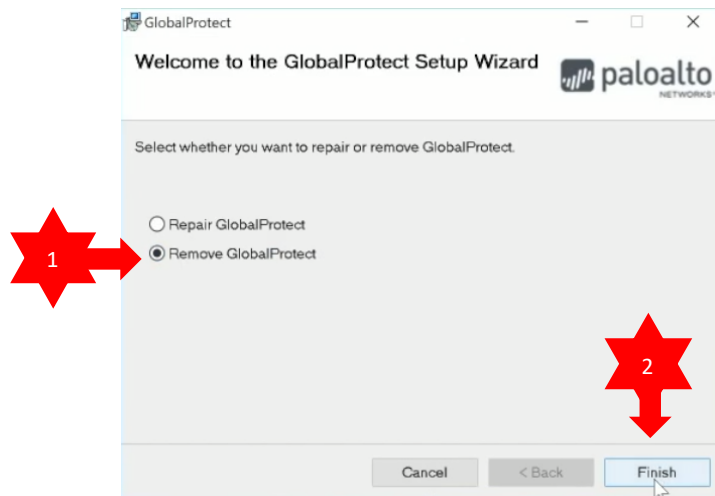 GlobalProtect
Welcome to the GlobalProtect Setup Wizard
paloalto
NETWORKS
Select whether you want to repair or remove GlobalProtect.
Repair GlobalProtect
1
Remove GlobalProtect
2
Cancel
< Back
Finish